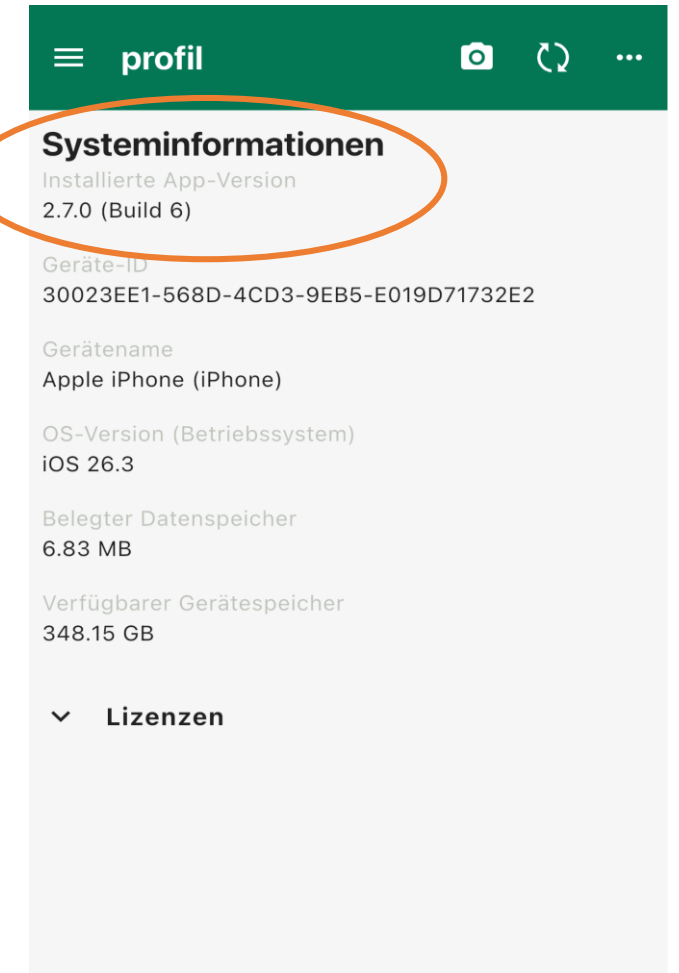 profil
Systeminformationen
Installierte App-Version
2.7.0 (Build 6)
Geräte-ID
30023EE1-568D-4CD3-9EB5-E019D71732E2
Gerätename
Apple iPhone (iPhone)
OS-Version (Betriebssystem)
iOS 26.3
Belegter Datenspeicher
6.83 MB
Verfügbarer Gerätespeicher
348.15 GB
Lizenzen